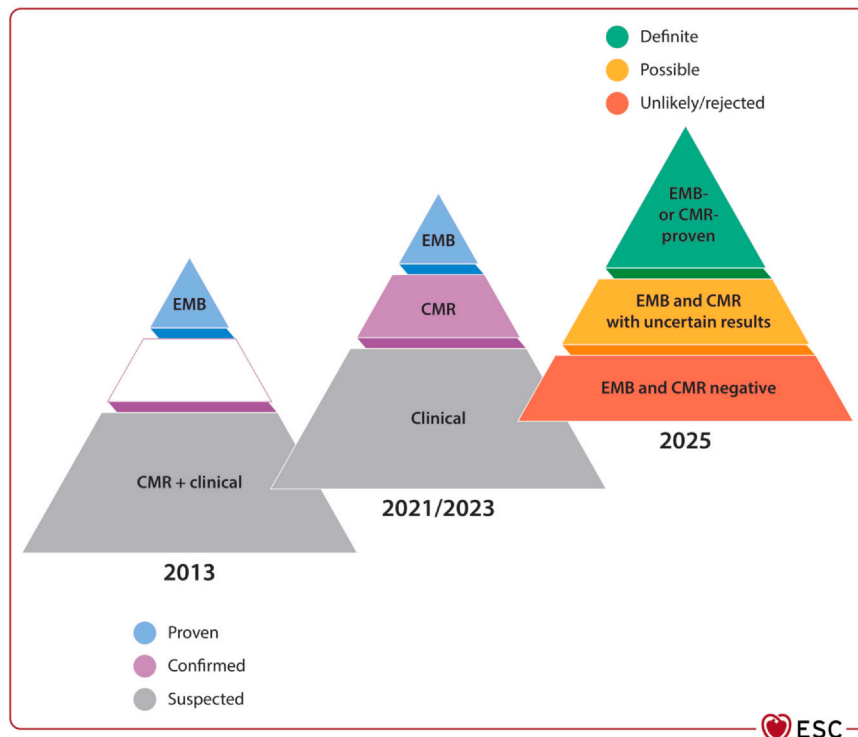 Definite
Possible
Unlikely/rejected
EMB-
or CMR-
proven
EMB and CMR
with uncertain results
EMB and CMR negative
2025
EMB
CMR
Clinical
2021/2023
EMB
CMR + clinical
2013
Proven
Confirmed
Suspected
ESC